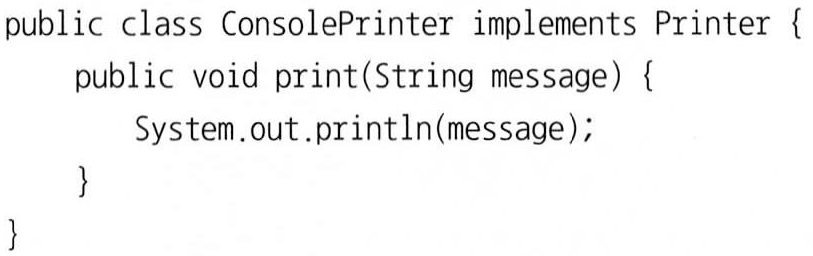 public class ConsolePrinter implements Printer {
    public void print(String message) {
        System.out.println(message);
    }
}